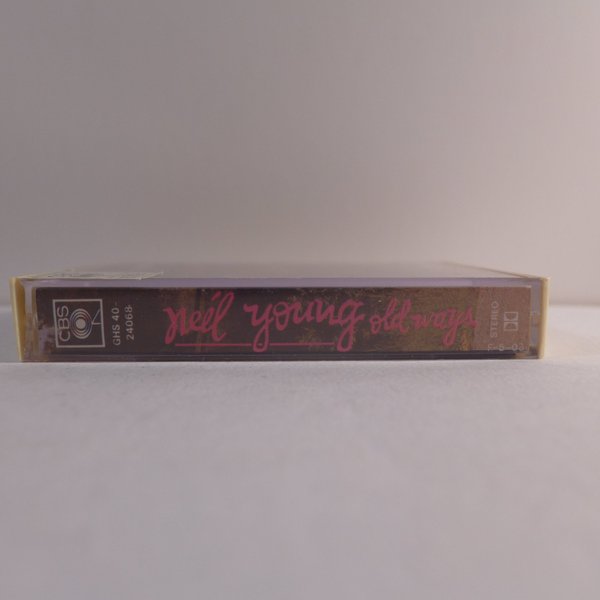 CBS
GHS 40
24068
neil young old ways
STEREO